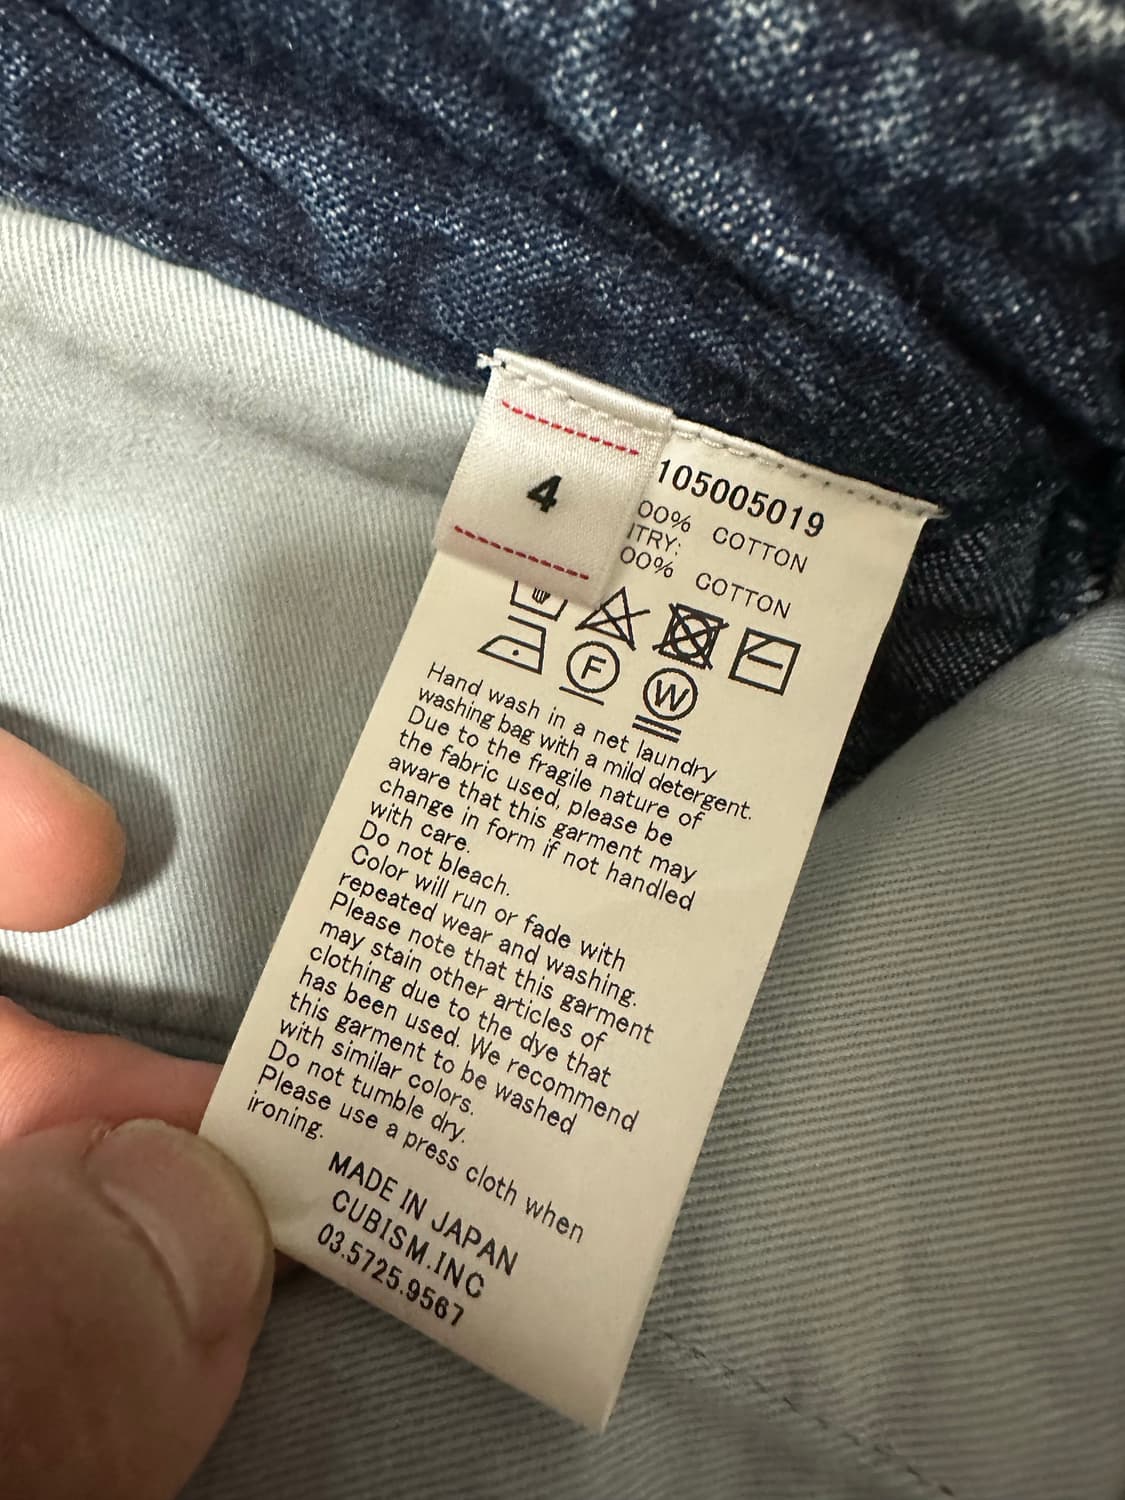 4
105005019
00% COTTON
ITRY:
00% COTTON
F
W
Hand wash in a net laundry
washing bag with a mild detergent.
Due to the fragile nature of
the fabric used, please be
aware that this garment may
change in form if not handled
with care.
Do not bleach.
Color will run or fade with
repeated wear and washing.
Please note that this garment
may stain other articles of
clothing due to the dye that
has been used. We recommend
this garment to be washed
with similar colors.
Do not tumble dry.
Please use a press cloth when
ironing.
MADE IN JAPAN
CUBISM.INC
03.5725.9567